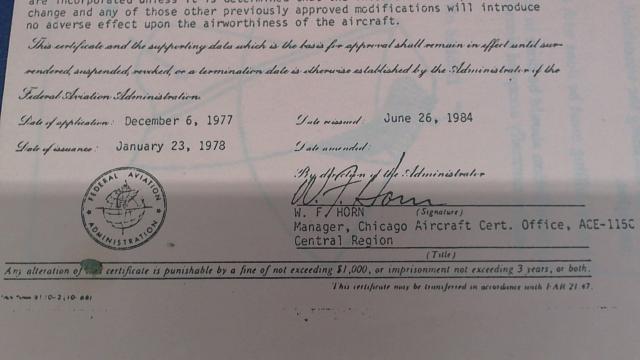 are incorporated unless it is determined that the
change and any of those other previously approved modifications will introduce
no adverse effect upon the airworthiness of the aircraft.
This certificate and the supporting data which is the basis for approval shall remain in effect until sur-
rendered, suspended, revoked, or a termination date is otherwise established by the Administrator of the
Federal Aviation Administration.
Date of application: December 6, 1977
Date reissued: June 26, 1984
Date of issuance: January 23, 1978
Date amended:
By direction of the Administrator
FEDERAL AVIATION
ADMINISTRATION
W. F. Horn
W. F. HORN (Signature)
Manager, Chicago Aircraft Cert. Office, ACE-115C
Central Region
(Title)
Any alteration of certificate is punishable by a fine of not exceeding $1,000, or imprisonment not exceeding 3 years, or both.
This certificate may be transferred in accordance with FAR 21.47.